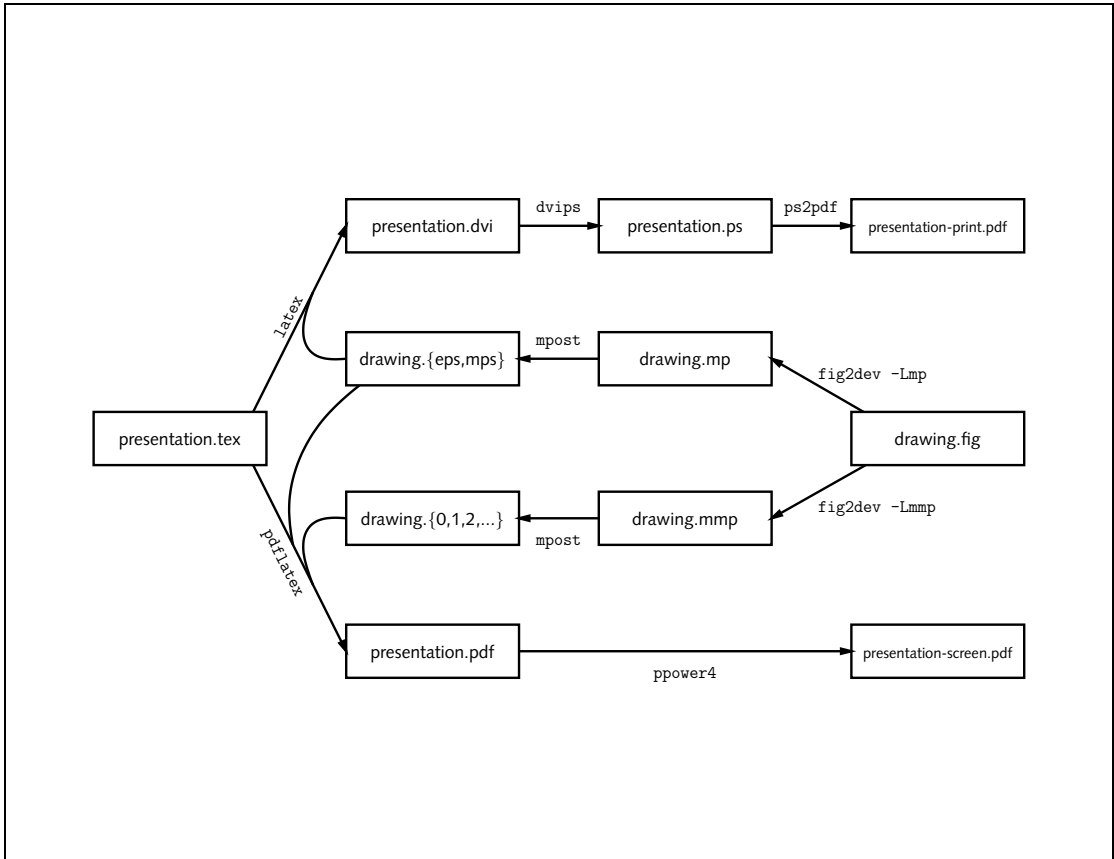 dvips
ps2pdf
presentation.dvi
presentation.ps
presentation-print.pdf
latex
mpost
drawing.{eps,mps}
drawing.mp
fig2dev -Lmp
presentation.tex
drawing.fig
fig2dev -Lmmp
drawing.{0,1,2,...}
drawing.mmp
mpost
pdflatex
presentation.pdf
presentation-screen.pdf
ppower4